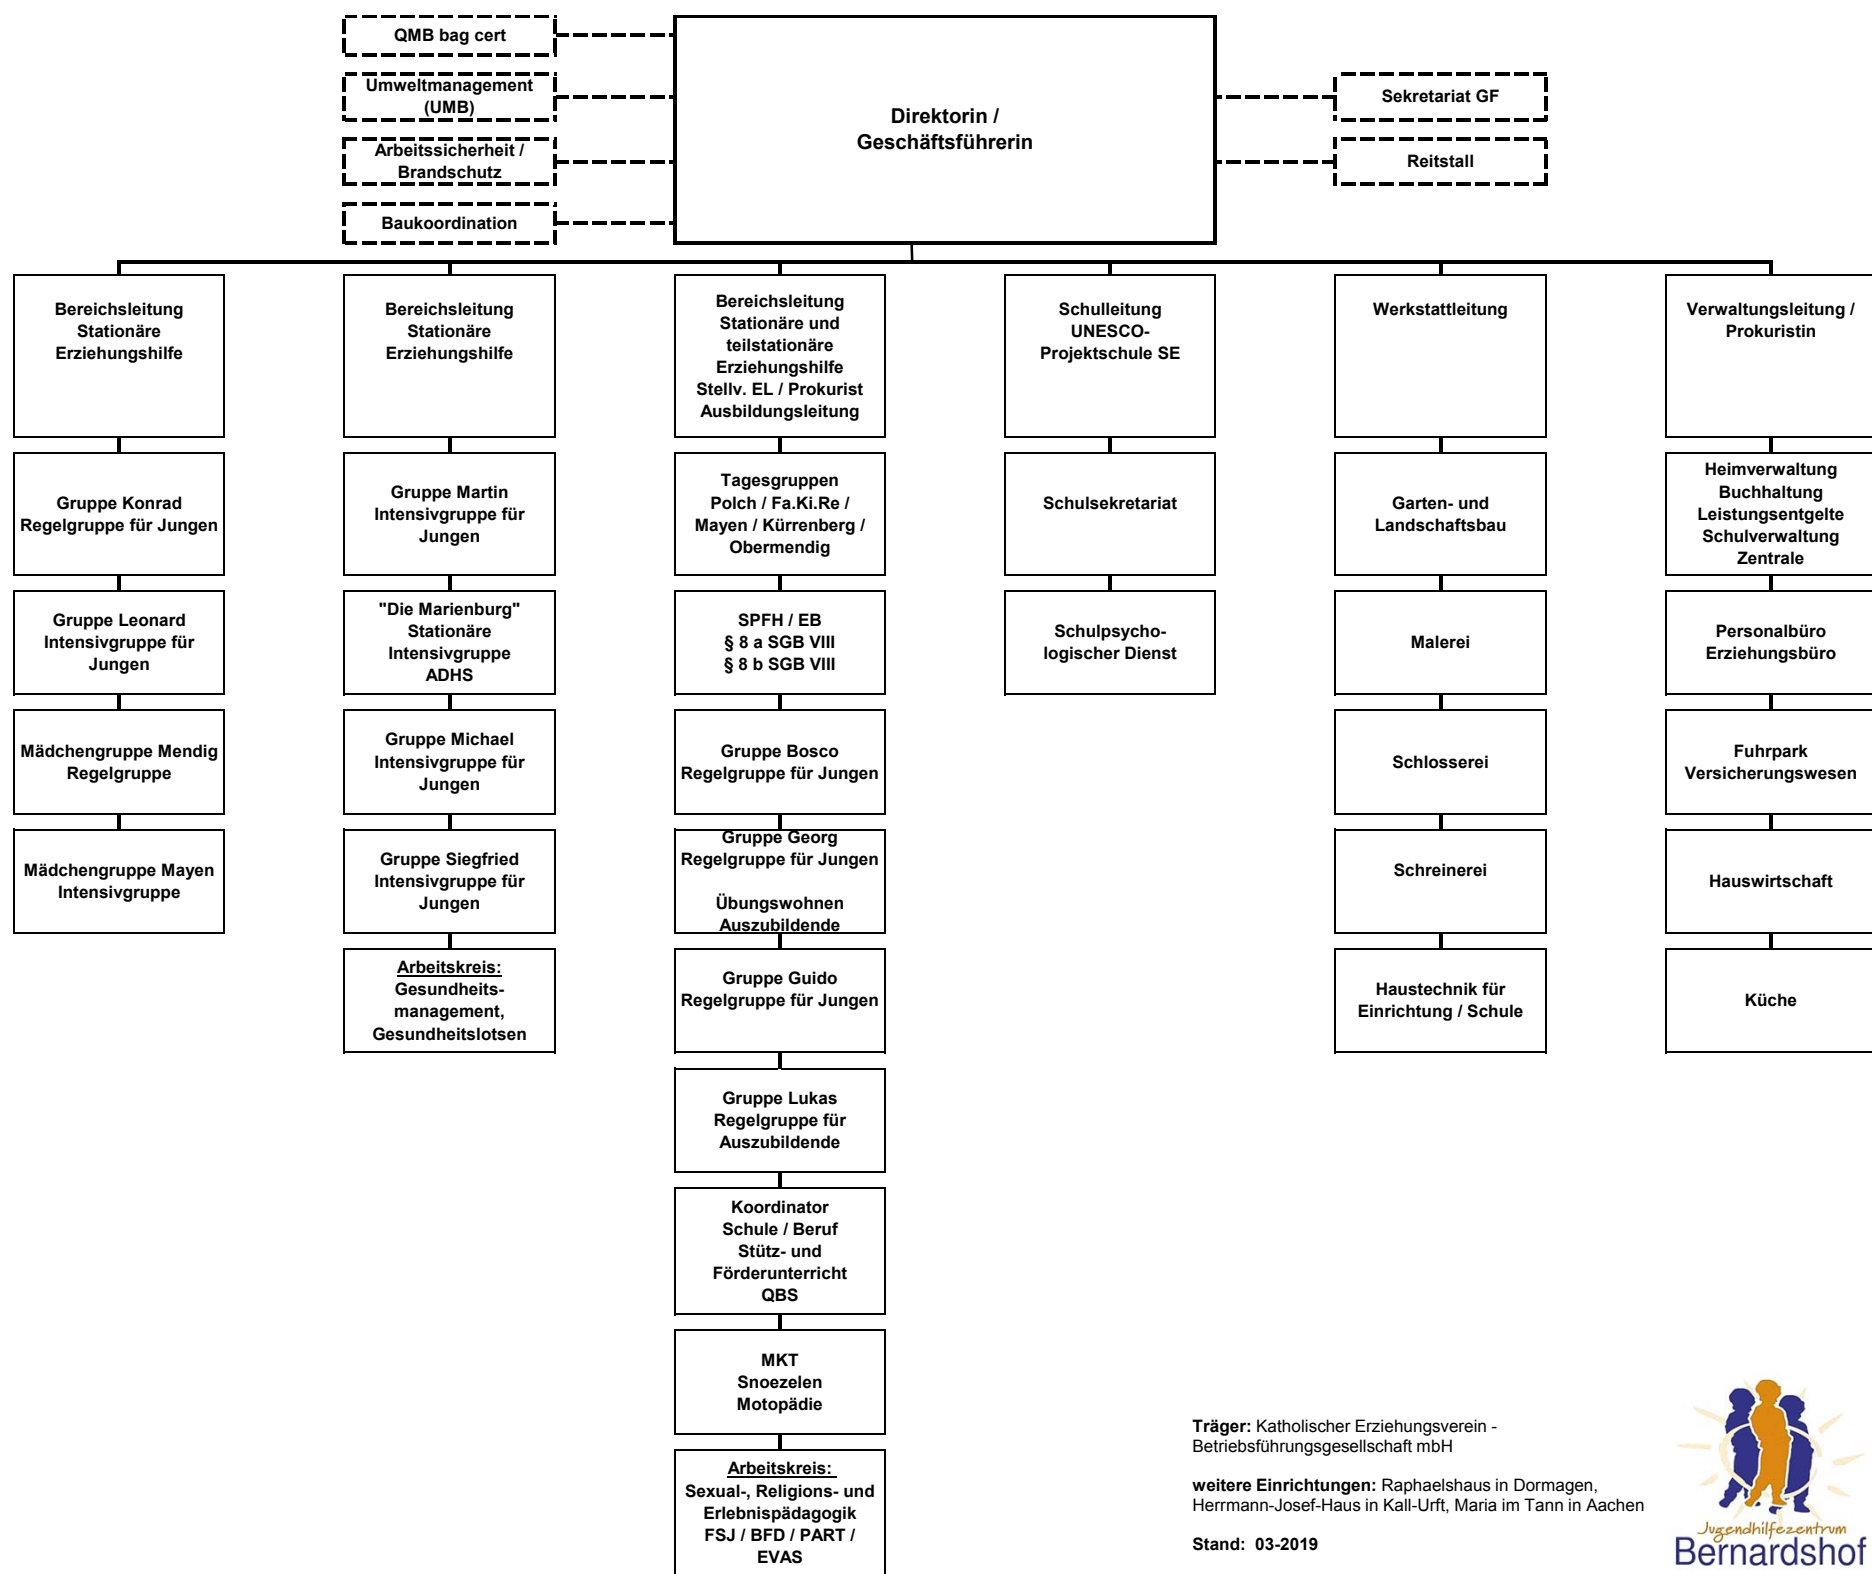 QMB bag cert
Umweltmanagement
(UMB)
Arbeitssicherheit /
Brandschutz
Baukoordination
Direktorin /
Geschäftsführerin
Sekretariat GF
Reitstall
Bereichsleitung
Stationäre
Erziehungshilfe
Gruppe Konrad
Regelgruppe für Jungen
Gruppe Leonard
Intensivgruppe für
Jungen
Mädchengruppe Mendig
Regelgruppe
Mädchengruppe Mayen
Intensivgruppe
Bereichsleitung
Stationäre
Erziehungshilfe
Gruppe Martin
Intensivgruppe für
Jungen
"Die Marienburg"
Stationäre
Intensivgruppe
ADHS
Gruppe Michael
Intensivgruppe für
Jungen
Gruppe Siegfried
Intensivgruppe für
Jungen
Arbeitskreis:
Gesundheits-
management,
Gesundheitslotsen
Bereichsleitung
Stationäre und
teilstationäre
Erziehungshilfe
Stellv. EL / Prokurist
Ausbildungsleitung
Tagesgruppen
Polch / Fa.Ki.Re /
Mayen / Kürrenberg /
Obermendig
SPFH / EB
§ 8 a SGB VIII
§ 8 b SGB VIII
Gruppe Bosco
Regelgruppe für Jungen
Gruppe Georg
Regelgruppe für Jungen
Übungswohnen
Auszubildende
Gruppe Guido
Regelgruppe für Jungen
Gruppe Lukas
Regelgruppe für
Auszubildende
Koordinator
Schule / Beruf
Stütz- und
Förderunterricht
QBS
MKT
Snoezelen
Motopädie
Arbeitskreis:
Sexual-, Religions- und
Erlebnispädagogik
FSJ / BFD / PART /
EVAS
Schulleitung
UNESCO-
Projektschule SE
Schulsekretariat
Schulpsycho-
logischer Dienst
Werkstattleitung
Garten- und
Landschaftsbau
Malerei
Schlosserei
Schreinerei
Haustechnik für
Einrichtung / Schule
Verwaltungsleitung /
Prokuristin
Heimverwaltung
Buchhaltung
Leistungsentgelte
Schulverwaltung
Zentrale
Personalbüro
Erziehungsbüro
Fuhrpark
Versicherungswesen
Hauswirtschaft
Küche
Träger: Katholischer Erziehungsverein -
Betriebsführungsgesellschaft mbH
weitere Einrichtungen: Raphaelshaus in Dormagen,
Herrmann-Josef-Haus in Kall-Urft, Maria im Tann in Aachen
Stand: 03-2019
Jugendhilfezentrum
Bernardshof